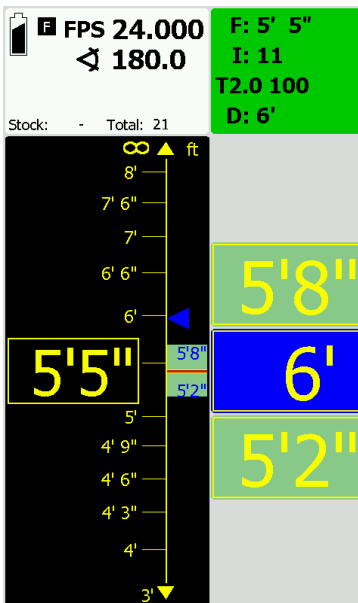 F FPS 24.000
180.0
Stock: - Total: 21
F: 5' 5"
I: 11
T2.0 100
D: 6'
∞ ft
8'
7' 6"
7'
6' 6"
6'
5'8"
5'2"
5'
4' 9"
4' 6"
4' 3"
4'
3'
5'5"
5'8"
6'
5'2"